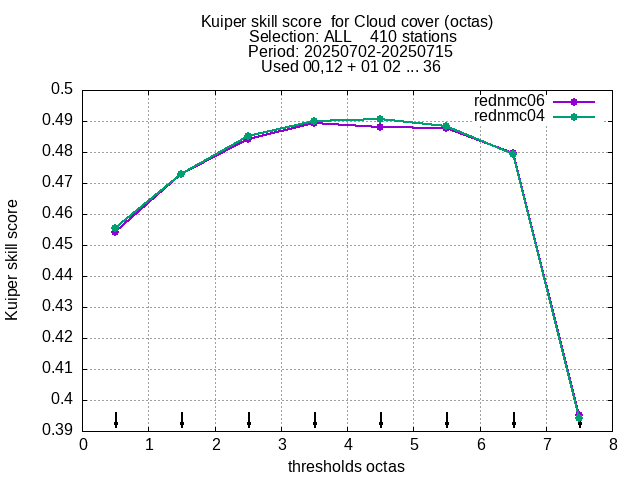 Kuiper skill score  for Cloud cover (octas)
Selection: ALL    410 stations
Period: 20250702-20250715
Used 00,12 + 01 02 ... 36
rednmc06
rednmc04
0.5
0.49
0.48
0.47
0.46
0.45
0.44
0.43
0.42
0.41
0.4
0.39
Kuiper skill score
0 1 2 3 4 5 6 7 8
thresholds octas